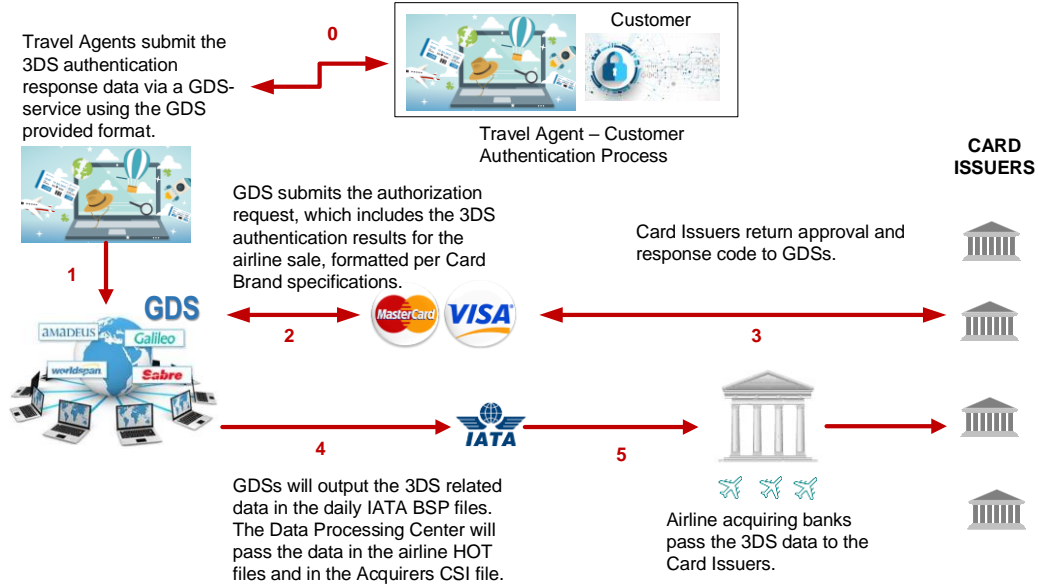 Customer
0
Travel Agents submit the
3DS authentication
response data via a GDS-
service using the GDS
provided format.
Travel Agent – Customer
Authentication Process
CARD
ISSUERS
GDS submits the authorization
request, which includes the 3DS
authentication results for the
airline sale, formatted per Card
Brand specifications.
Card Issuers return approval and
response code to GDSs.
1
GDS
AMADEUS
Galileo
worldspan
Sabre
2
MasterCard
VISA
3
4
IATA
5
GDSs will output the 3DS related
data in the daily IATA BSP files.
The Data Processing Center will
pass the data in the airline HOT
files and in the Acquirers CSI file.
Airline acquiring banks
pass the 3DS data to the
Card Issuers.